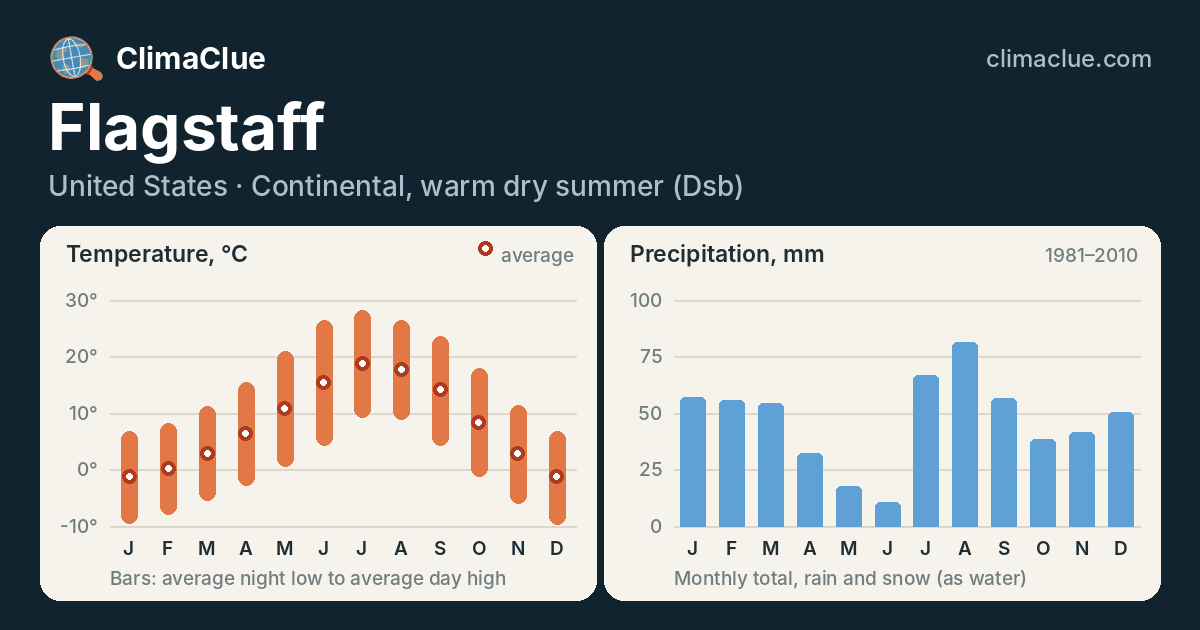 ClimaClue
climaclue.com
Flagstaff
United States · Continental, warm dry summer (Dsb)
Temperature, °C
average
30°
20°
10°
0°
-10°
J F M A M J J A S O N D
Bars: average night low to average day high
Precipitation, mm
1981–2010
100
75
50
25
0
J F M A M J J A S O N D
Monthly total, rain and snow (as water)